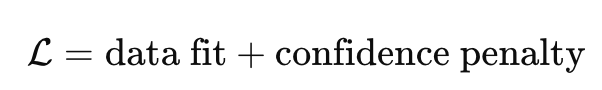 ℒ = data fit + confidence penalty